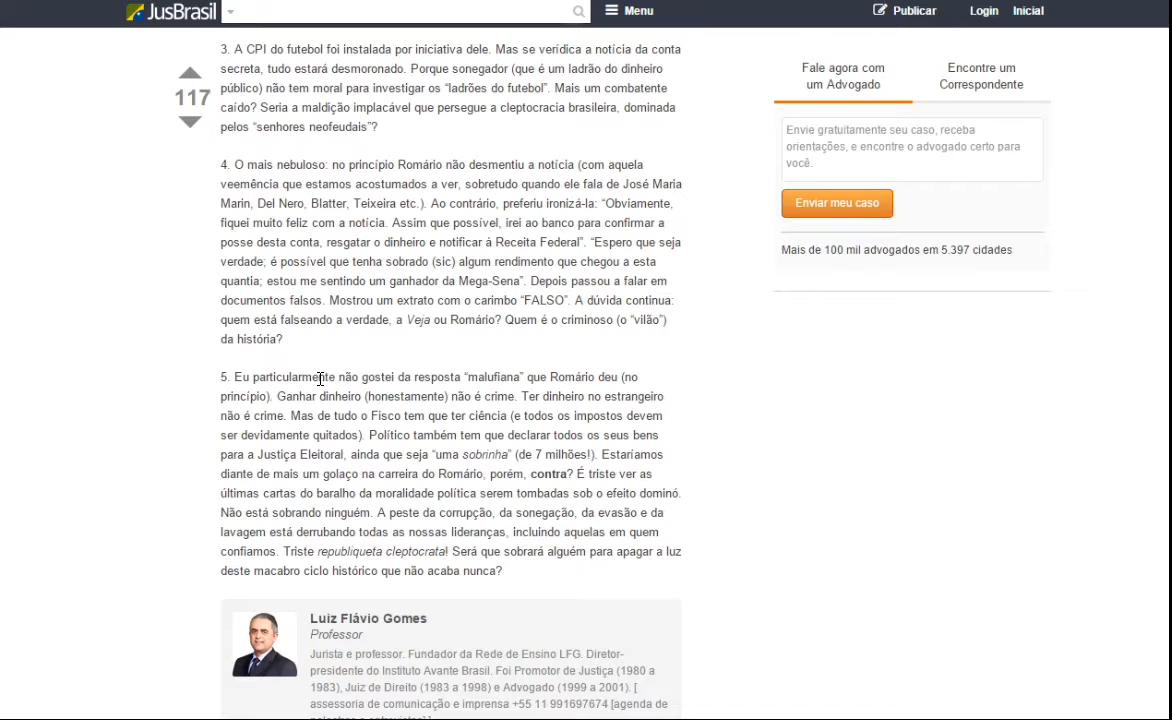 JusBrasil
Menu
Publicar
Login
Inicial
3. A CPI do futebol foi instalada por iniciativa dele. Mas se verídica a notícia da conta
secreta, tudo estará desmoronado. Porque sonegador (que é um ladrão do dinheiro
público) não tem moral para investigar os “ladrões do futebol”. Mais um combatente
caído? Seria a maldição implacável que persegue a cleptocracia brasileira, dominada
pelos “senhores neofeudais”?
117
4. O mais nebuloso: no princípio Romário não desmentiu a notícia (com aquela
veemência que estamos acostumados a ver, sobretudo quando ele fala de José Maria
Marin, Del Nero, Blatter, Teixeira etc.). Ao contrário, preferiu ironizá-la: “Obviamente,
fiquei muito feliz com a notícia. Assim que possível, irei ao banco para confirmar a
posse desta conta, resgatar o dinheiro e notificar à Receita Federal”. “Espero que seja
verdade; é possível que tenha sobrado (sic) algum rendimento que chegou a esta
quantia; estou me sentindo um ganhador da Mega-Sena”. Depois passou a falar em
documentos falsos. Mostrou um extrato com o carimbo “FALSO”. A dúvida continua:
quem está falseando a verdade, a Veja ou Romário? Quem é o criminoso (o “vilão”)
da história?
5. Eu particularmente não gostei da resposta “malufiana” que Romário deu (no
princípio). Ganhar dinheiro (honestamente) não é crime. Ter dinheiro no estrangeiro
não é crime. Mas de tudo o Fisco tem que ter ciência (e todos os impostos devem
ser devidamente quitados). Político também tem que declarar todos os seus bens
para a Justiça Eleitoral, ainda que seja “uma sobrinha” (de 7 milhões!). Estaríamos
diante de mais um golaço na carreira do Romário, porém, contra? É triste ver as
últimas cartas do baralho da moralidade política serem tombadas sob o efeito dominó.
Não está sobrando ninguém. A peste da corrupção, da sonegação, da evasão e da
lavagem está derrubando todas as nossas lideranças, incluindo aquelas em quem
confiamos. Triste republiqueta cleptocrata! Será que sobrará alguém para apagar a luz
deste macabro ciclo histórico que não acaba nunca?
Luiz Flávio Gomes
Professor
Jurista e professor. Fundador da Rede de Ensino LFG. Diretor-
presidente do Instituto Avante Brasil. Foi Promotor de Justiça (1980 a
1983), Juiz de Direito (1983 a 1998) e Advogado (1999 a 2001). [
assessoria de comunicação e imprensa +55 11 991697674 [agenda de
Fale agora com
um Advogado
Encontre um
Correspondente
Envie gratuitamente seu caso, receba
orientações, e encontre o advogado certo para
você.
Enviar meu caso
Mais de 100 mil advogados em 5.397 cidades